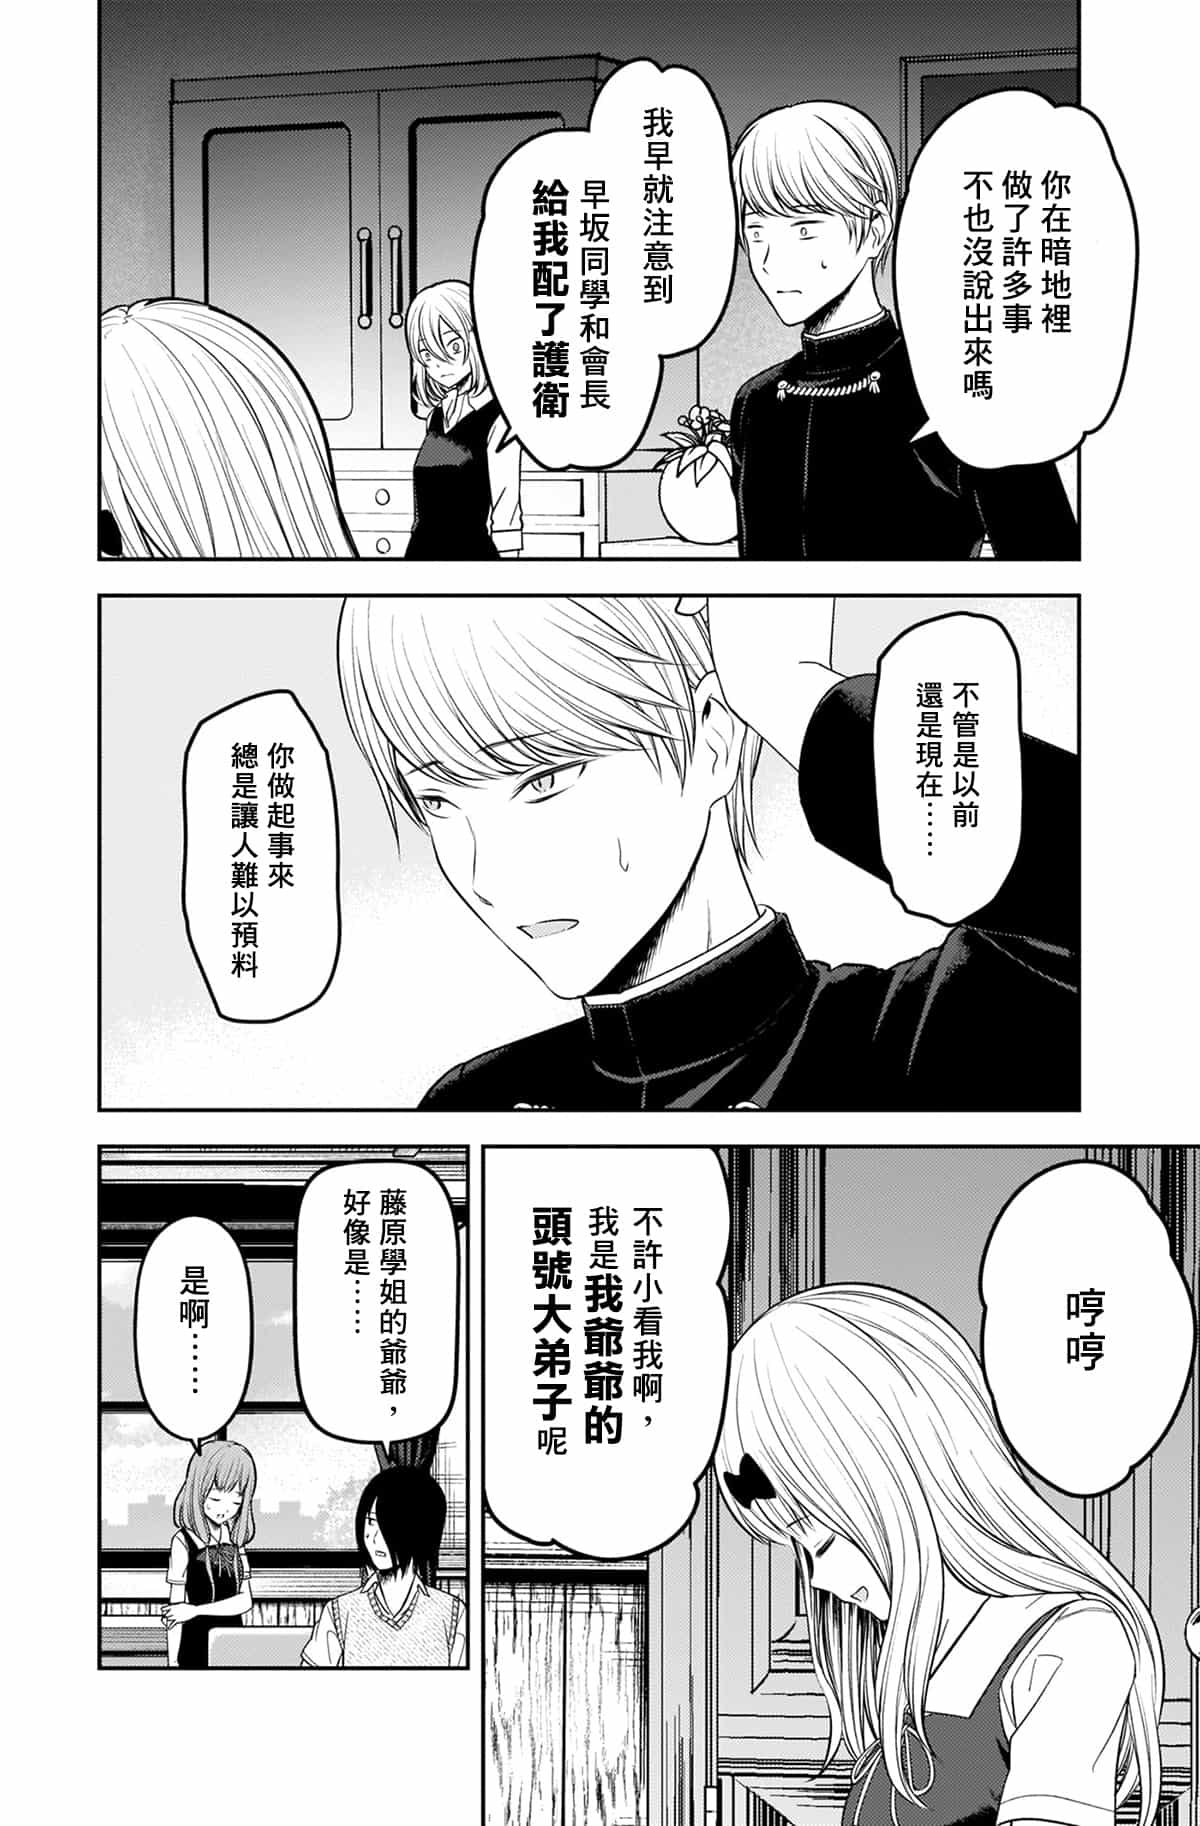 你在暗地裡
做了許多事
不也沒說出來嗎
我早就注意到
早坂同學和會長
給我配了護衛
不管是以前
還是現在……
你做起事來
總是讓人難以預料
哼哼
不許小看我啊，
我是我爺爺的
頭號大弟子呢
藤原學姐的爺爺，
好像是……
是啊……